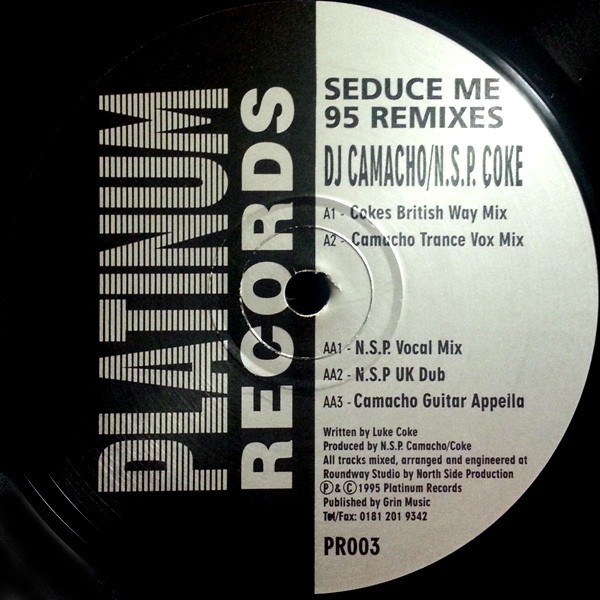 PLATINUM
RECORDS
SEDUCE ME
95 REMIXES
DJ CAMACHO/N.S.P. COKE
A1 - Cokes British Way Mix
A2 - Camucho Trance Vox Mix
AA1 - N.S.P. Vocal Mix
AA2 - N.S.P UK Dub
AA3 - Camacho Guitar Appeila
Written by Luke Coke
Produced by N.S.P. Camacho/Coke
All tracks mixed, arranged and engineered at
Roundway Studio by North Side Production
Ⓟ & Ⓒ 1995 Platinum Records
Published by Grin Music
Tel/Fax: 0181 201 9342
PR003